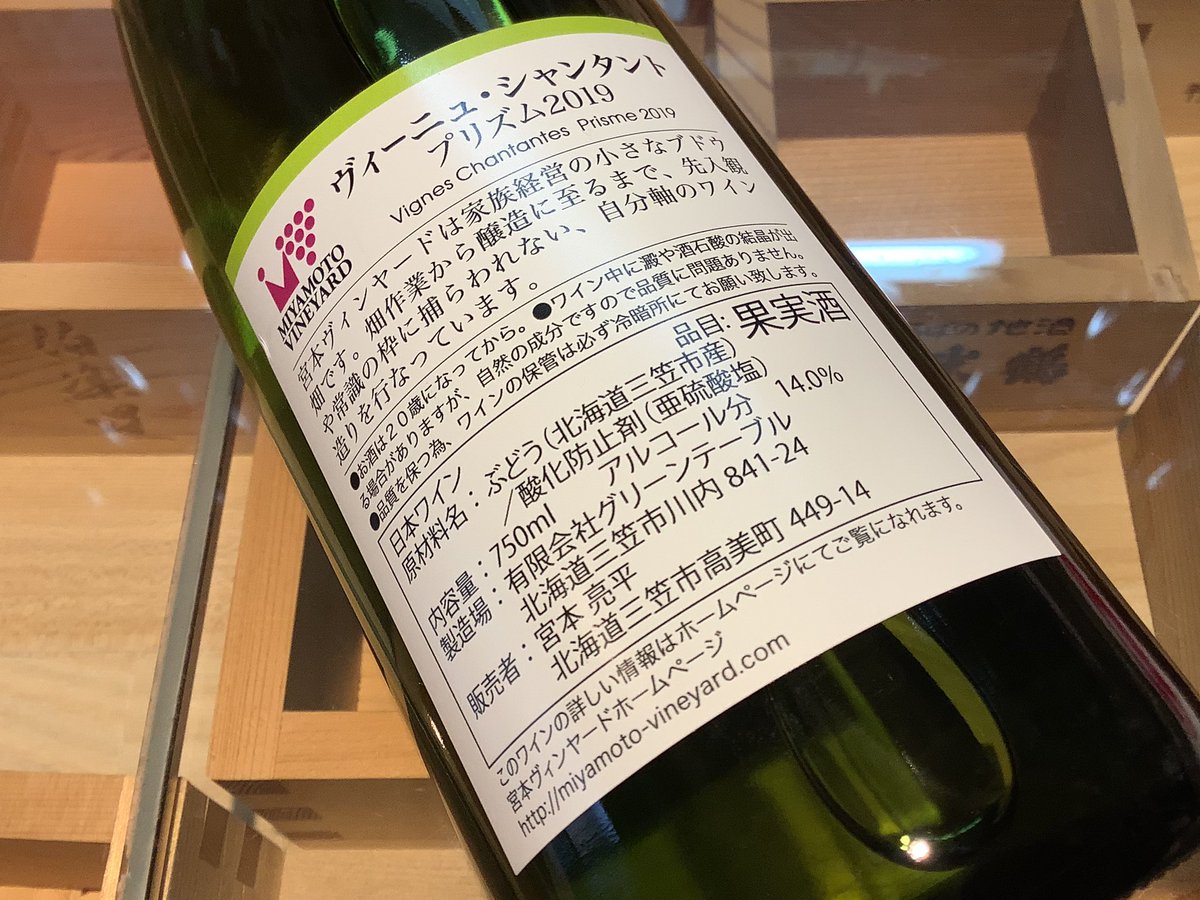 ヴィーニュ・シャンタント
プリズム2019
Vignes Chantantes Prisme 2019
MIYAMOTO
VINEYARD
宮本ヴィンヤードは家族経営の小さなブドウ
畑です。 畑作業から醸造に至るまで、先入観
や常識の枠に捕らわれない、自分軸のワイン
造りを行なっています。
●お酒は20歳になってから。 ●ワイン中に澱や酒石酸の結晶が出
る場合がありますが、自然の成分ですので品質に問題ありません。
●品質を保つ為、ワインの保管は必ず冷暗所にてお願い致します。
日本ワイン 品目: 果実酒
原材料名:ぶどう(北海道三笠市産)
/酸化防止剤(亜硫酸塩)
内容量:750ml アルコール分 14.0%
製造場:有限会社グリーンテーブル
北海道三笠市川内 841-24
販売者:宮本 亮平
北海道三笠市高美町 449-14
このワインの詳しい情報はホームページにてご覧になれます。
宮本ヴィンヤードホームページ
http://miyamoto-vineyard.com